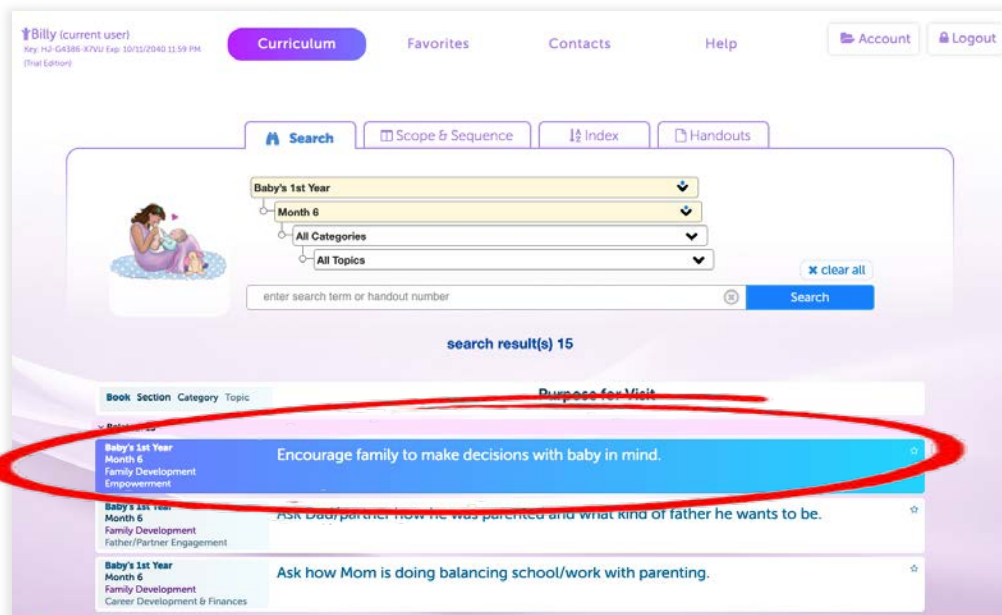 Billy (current user)
Key: HJ-G4386-X7VU Exp: 10/11/2040 11:59 PM
(Trial Edition)
Curriculum
Favorites
Contacts
Help
Account
Logout
Search
Scope & Sequence
Index
Handouts
Baby's 1st Year
Month 6
All Categories
All Topics
clear all
enter search term or handout number
Search
search result(s) 15
Book Section Category Topic
Purpose for Visit
Baby's 1st Year
Month 6
Family Development
Empowerment
Encourage family to make decisions with baby in mind.
Baby's 1st Year
Month 6
Family Development
Father/Partner Engagement
Ask Dad/partner how he was parented and what kind of father he wants to be.
Baby's 1st Year
Month 6
Family Development
Career Development & Finances
Ask how Mom is doing balancing school/work with parenting.